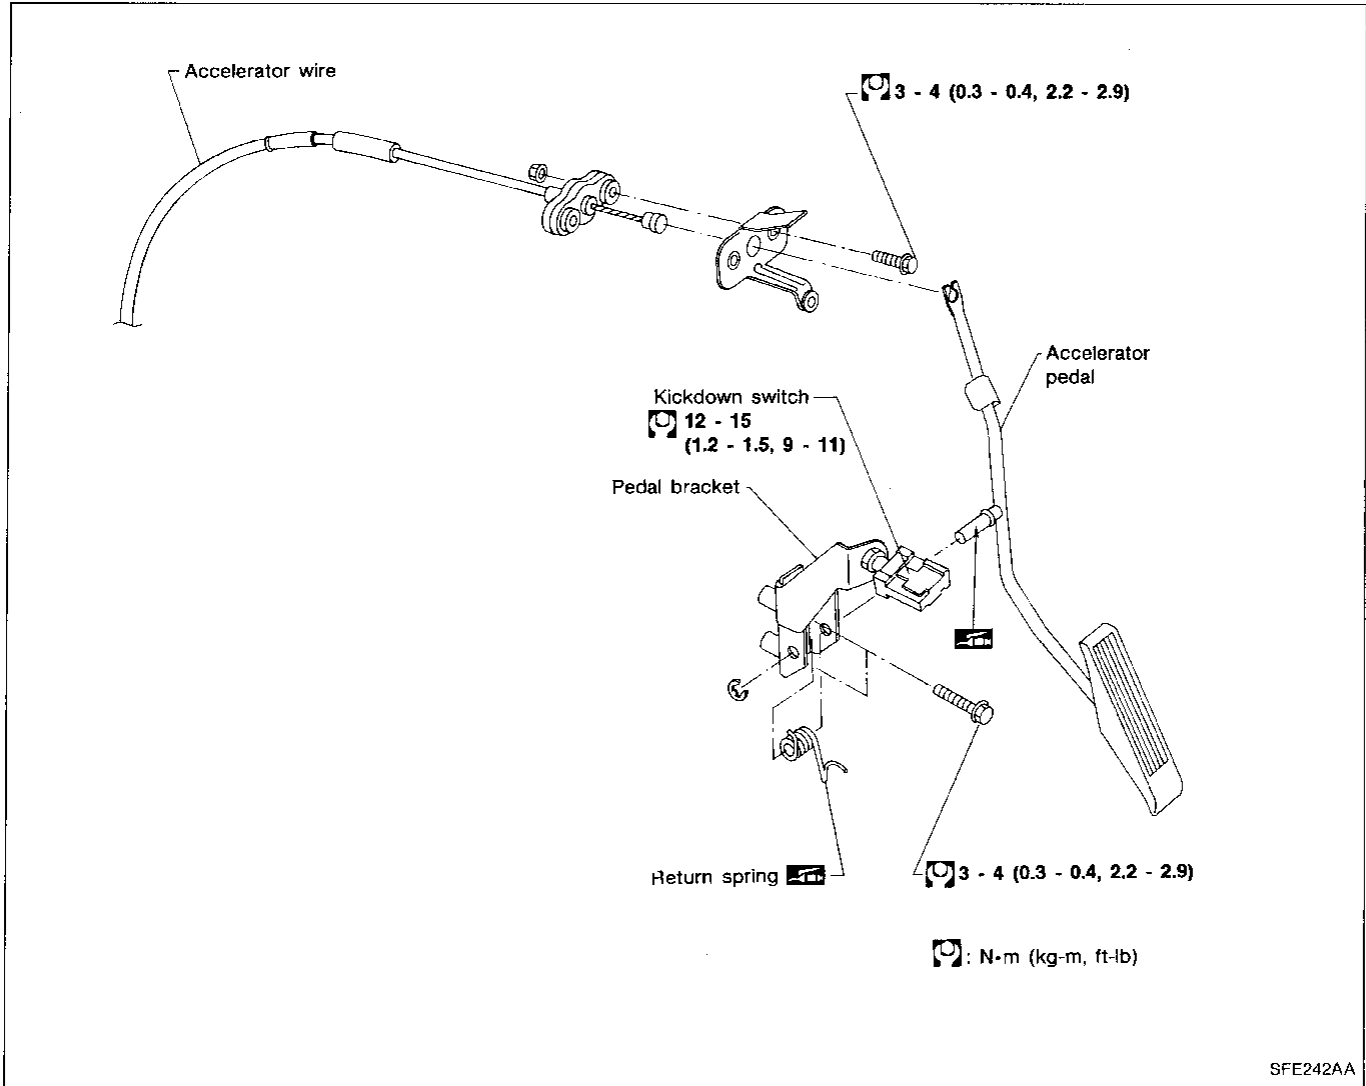 Accelerator wire
3 - 4 (0.3 - 0.4, 2.2 - 2.9)
Accelerator
pedal
Kickdown switch
12 - 15
(1.2 - 1.5, 9 - 11)
Pedal bracket
Return spring
3 - 4 (0.3 - 0.4, 2.2 - 2.9)
: N•m (kg-m, ft-lb)
SFE242AA